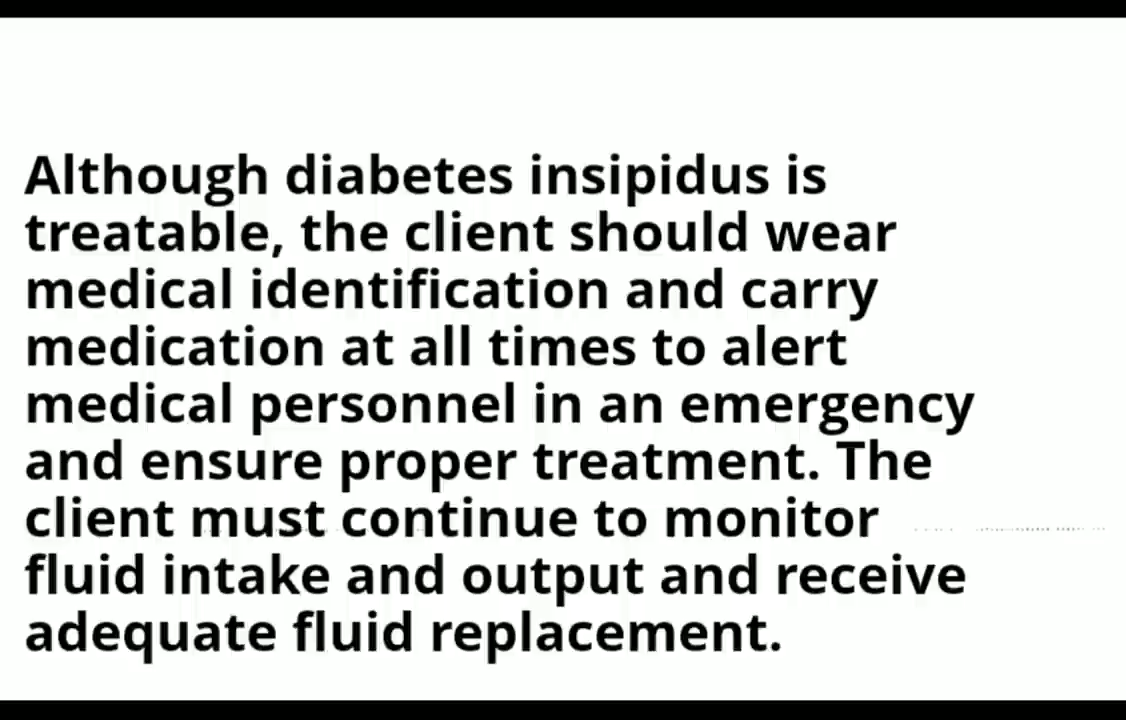 Although diabetes insipidus is
treatable, the client should wear
medical identification and carry
medication at all times to alert
medical personnel in an emergency
and ensure proper treatment. The
client must continue to monitor
fluid intake and output and receive
adequate fluid replacement.